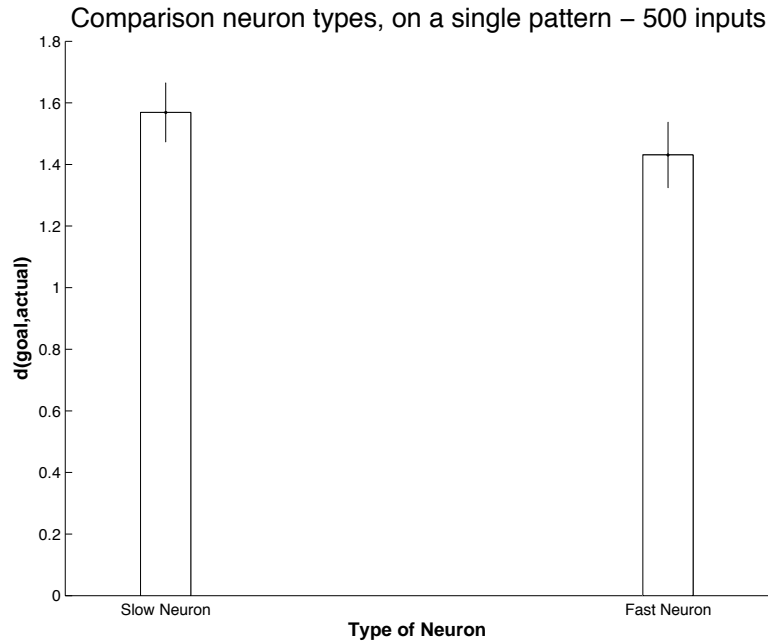 Comparison neuron types, on a single pattern – 500 inputs
1.8
1.6
1.4
1.2
1
0.8
0.6
0.4
0.2
0
d(goal,actual)
Slow Neuron
Fast Neuron
Type of Neuron